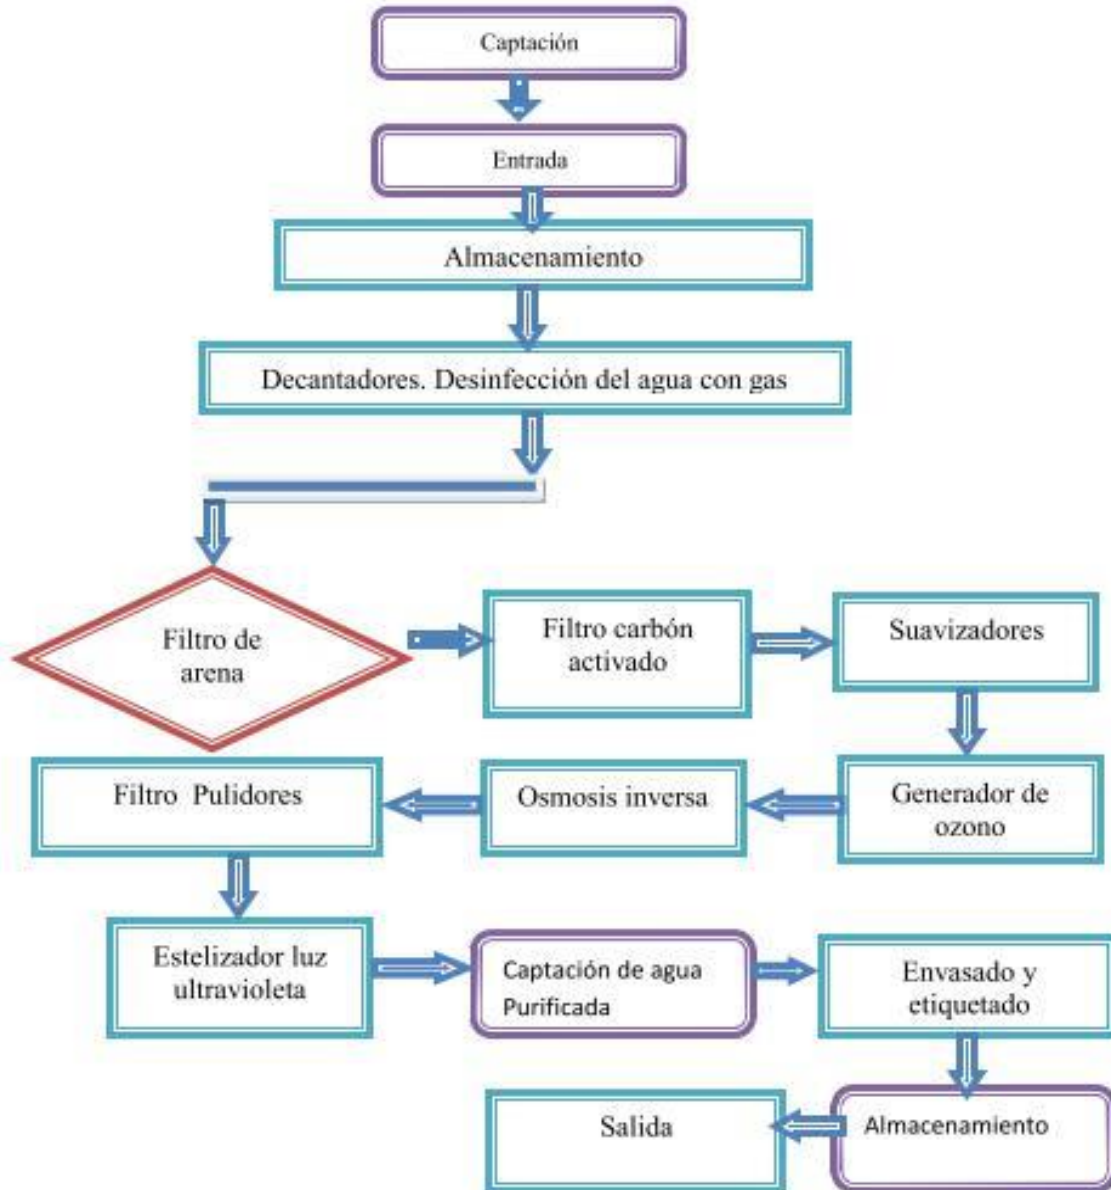 Captación
Entrada
Almacenamiento
Decantadores. Desinfección del agua con gas
Filtro de
arena
Filtro carbón
activado
Suavizadores
Generador de
ozono
Osmosis inversa
Filtro Pulidores
Estelizador luz
ultravioleta
Captación de agua
Purificada
Envasado y
etiquetado
Almacenamiento
Salida